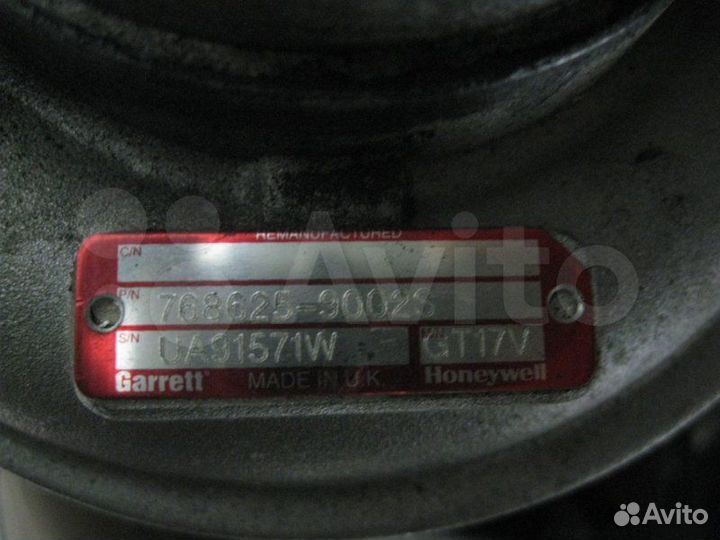 REMANUFACTURED
C/N
P/N 768625-9002S
S/N UA91571W M/N GT17V
Garrett MADE IN U.K. Honeywell
Avito
Avito